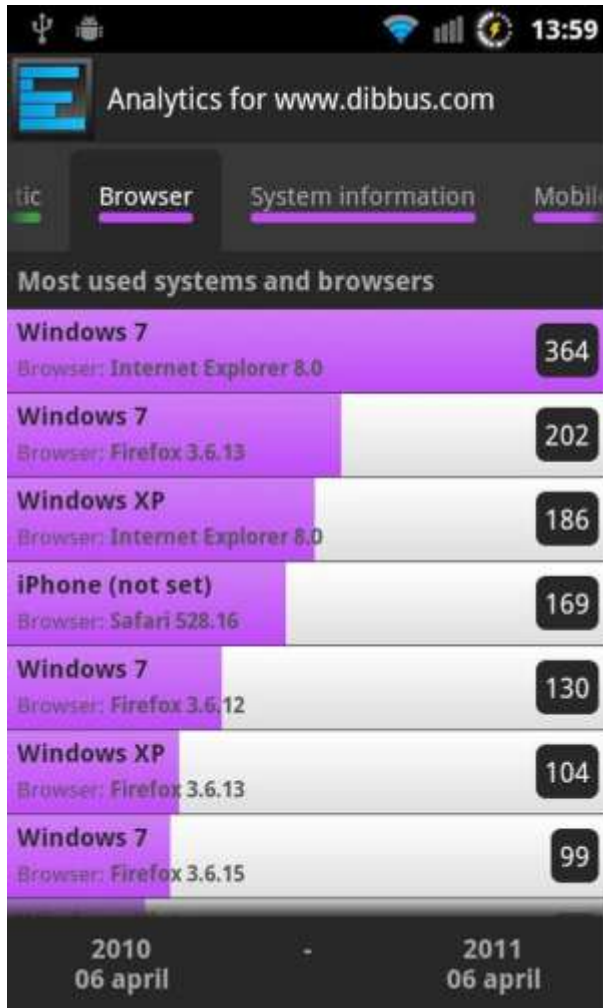 13:59
Analytics for www.dibbus.com
tic Browser System information Mobile
Most used systems and browsers
Windows 7
Browser: Internet Explorer 8.0
364
Windows 7
Browser: Firefox 3.6.13
202
Windows XP
Browser: Internet Explorer 8.0
186
iPhone (not set)
Browser: Safari 528.16
169
Windows 7
Browser: Firefox 3.6.12
130
Windows XP
Browser: Firefox 3.6.13
104
Windows 7
Browser: Firefox 3.6.15
99
2010 - 2011
06 april 06 april